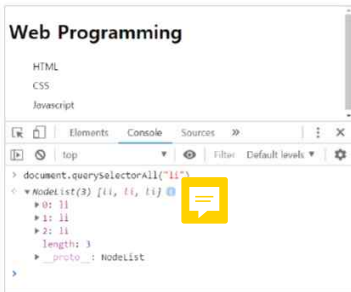 Web Programming
HTML
CSS
Javascript
Elements Console Sources »
top Filter Default levels
> document.querySelectorAll("li")
NodeList(3) [li, li, li]
0: li
1: li
2: li
length: 3
__proto__: NodeList
>